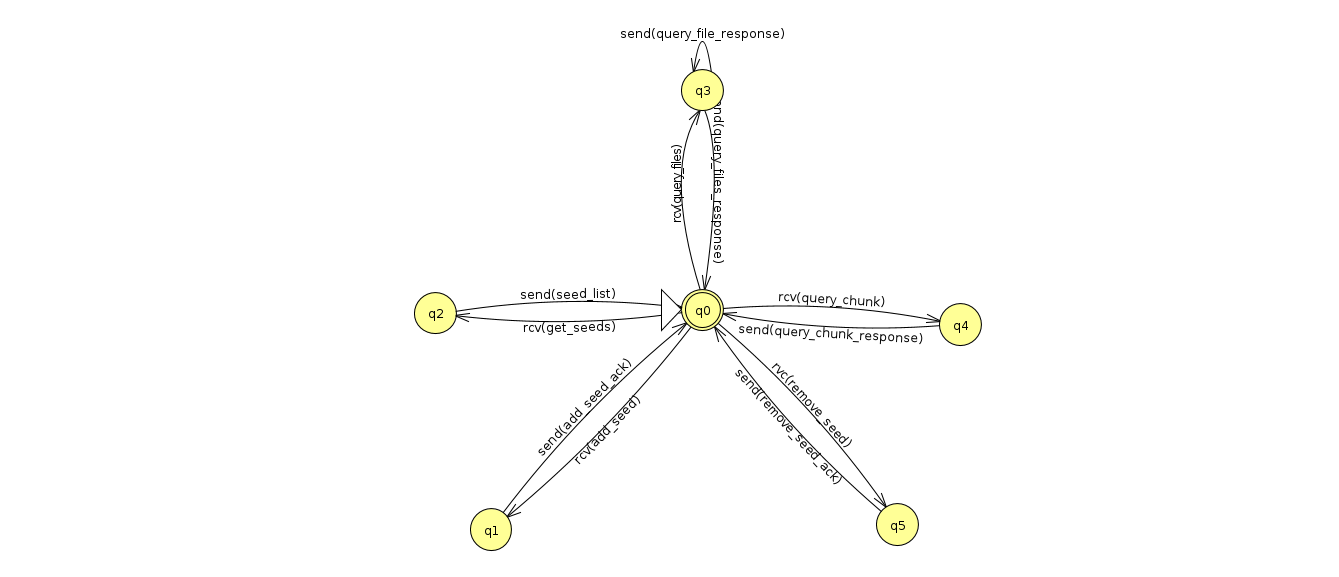 send(query_file_response)
q3
rcv(query_files)
nd(query_files_response)
send(seed_list)
q2
q0
rcv(get_seeds)
rcv(query_chunk)
q4
send(query_chunk_response)
send(add_seed_ack)
rcv(add_seed)
rvc(remove_seed)
send(remove_seed_ack)
q1
q5